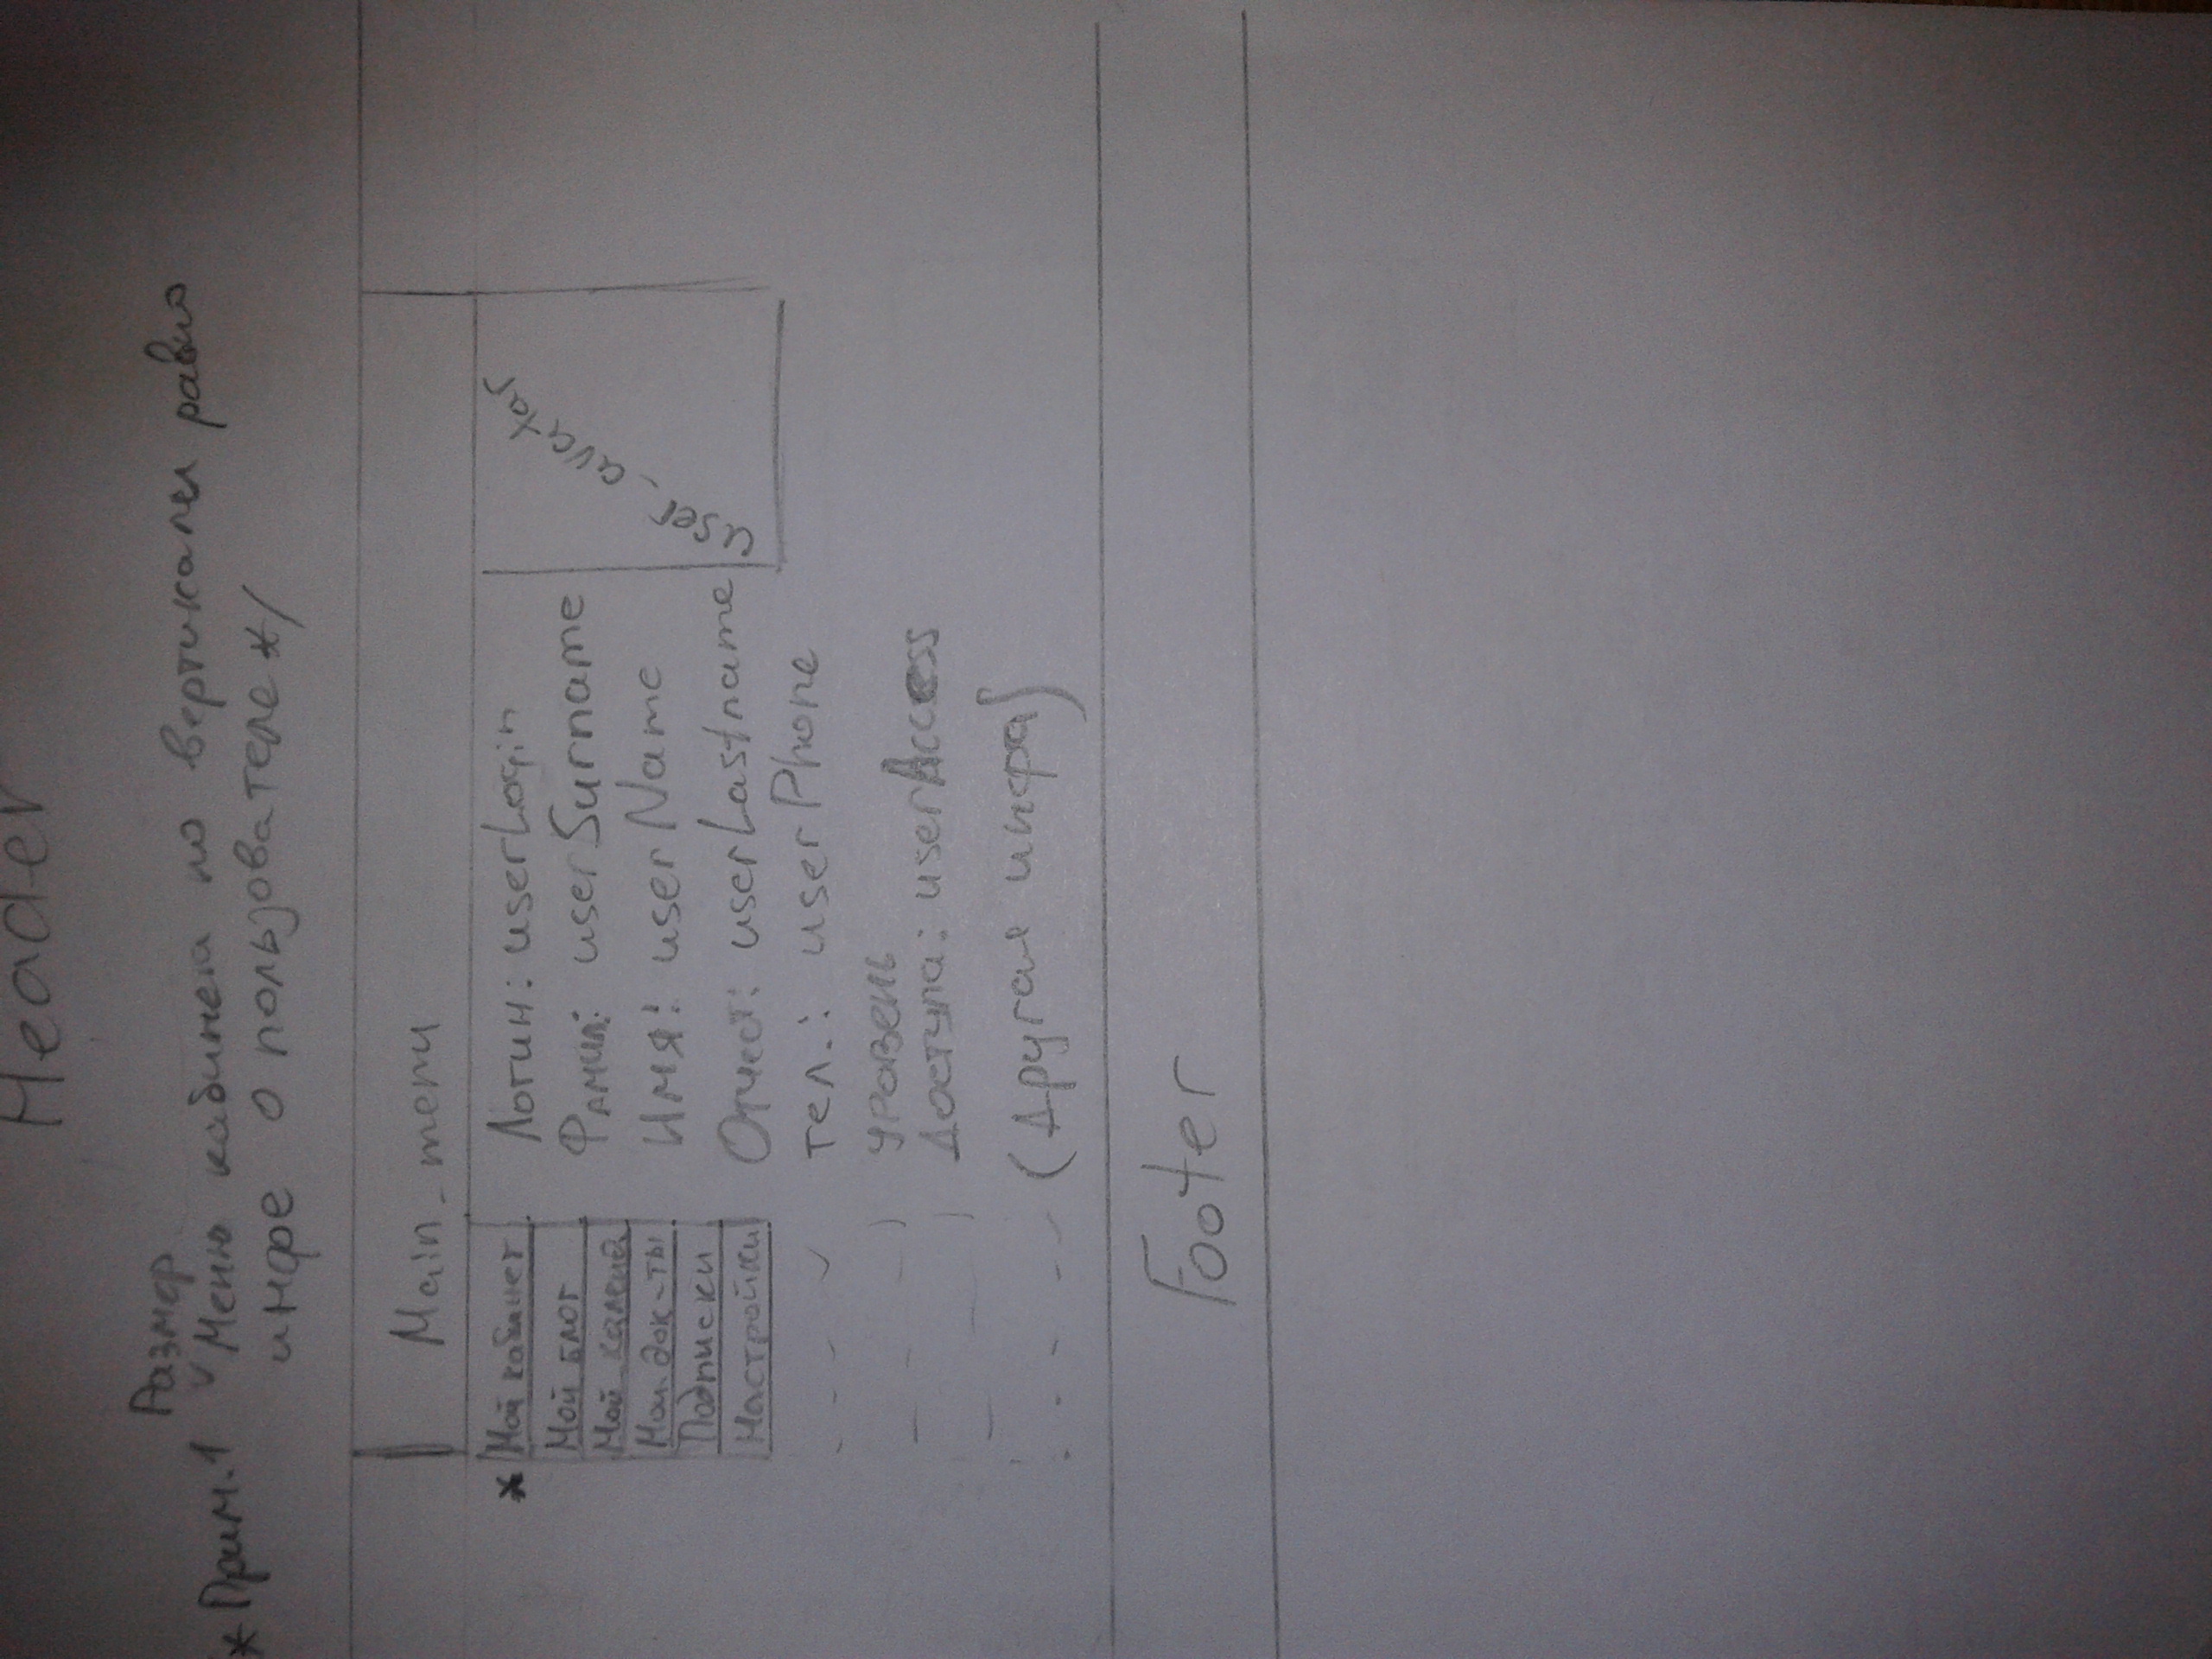 Header
Размер
* Прим.1 ∨ Меню кабинета по вертикали равно
инфе о пользователе */
Main_menu
* Мой кабинет
Мой блог
Мой
Мои док-ты
Подписки
Настройки
Логин: userLogin
Фамил: userSurname
Имя: userName
Отчест: userLastname
тел.: userPhone
уровень
доступа: userAccess
(другая инфа)
user_avatar
Footer